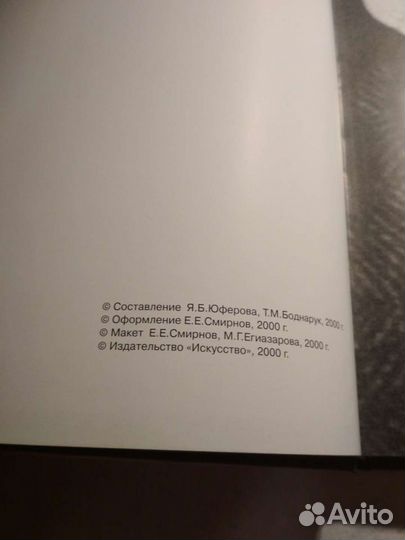 © Составление Я.Б.Юферова, Т.М.Боднарук, 2000 г.
© Оформление Е.Е.Смирнов, 2000 г.
© Макет Е.Е.Смирнов, М.Г.Егиазарова, 2000 г.
© Издательство «Искусство», 2000 г.
Avito